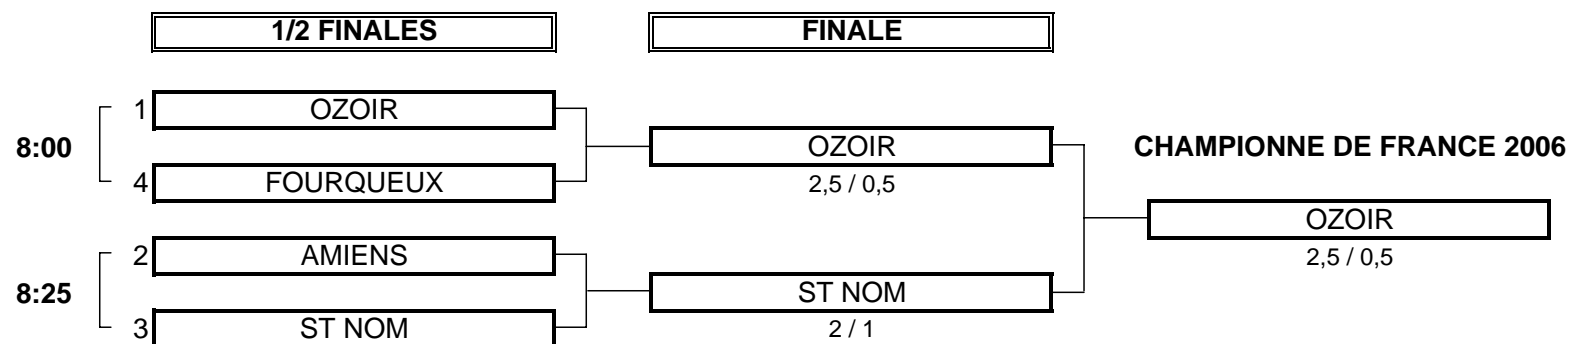 1/2 FINALES
FINALE
1 OZOIR
8:00
OZOIR
CHAMPIONNE DE FRANCE 2006
4 FOURQUEUX
2,5 / 0,5
OZOIR
2 AMIENS
2,5 / 0,5
8:25
ST NOM
3 ST NOM
2 / 1